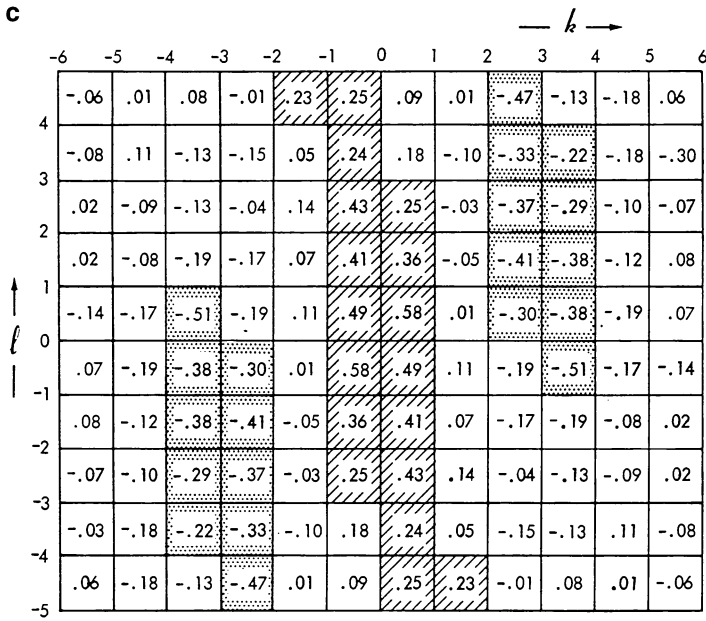 c
— k →
-6 -5 -4 -3 -2 -1 0 1 2 3 4 5 6
-.06 .01 .08 -.01 .23 .25 .09 .01 -.47 -.13 -.18 .06
4
-.08 .11 -.13 -.15 .05 .24 .18 -.10 -.33 -.22 -.18 -.30
3
.02 -.09 -.13 -.04 .14 .43 .25 -.03 -.37 -.29 -.10 -.07
2
.02 -.08 -.19 -.17 .07 .41 .36 -.05 -.41 -.38 -.12 .08
1
-.14 -.17 -.51 -.19 .11 .49 .58 .01 -.30 -.38 -.19 .07
— l →
0
.07 -.19 -.38 -.30 .01 .58 .49 .11 -.19 -.51 -.17 -.14
-1
.08 -.12 -.38 -.41 -.05 .36 .41 .07 -.17 -.19 -.08 .02
-2
-.07 -.10 -.29 -.37 -.03 .25 .43 .14 -.04 -.13 -.09 .02
-3
-.03 -.18 -.22 -.33 -.10 .18 .24 .05 -.15 -.13 .11 -.08
-4
.06 -.18 -.13 -.47 .01 .09 .25 .23 -.01 .08 .01 -.06
-5